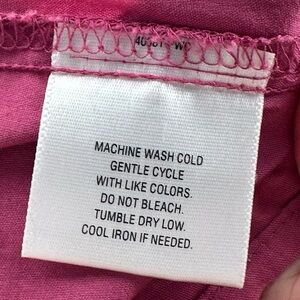 MACHINE WASH COLD
GENTLE CYCLE
WITH LIKE COLORS.
DO NOT BLEACH.
TUMBLE DRY LOW.
COOL IRON IF NEEDED.